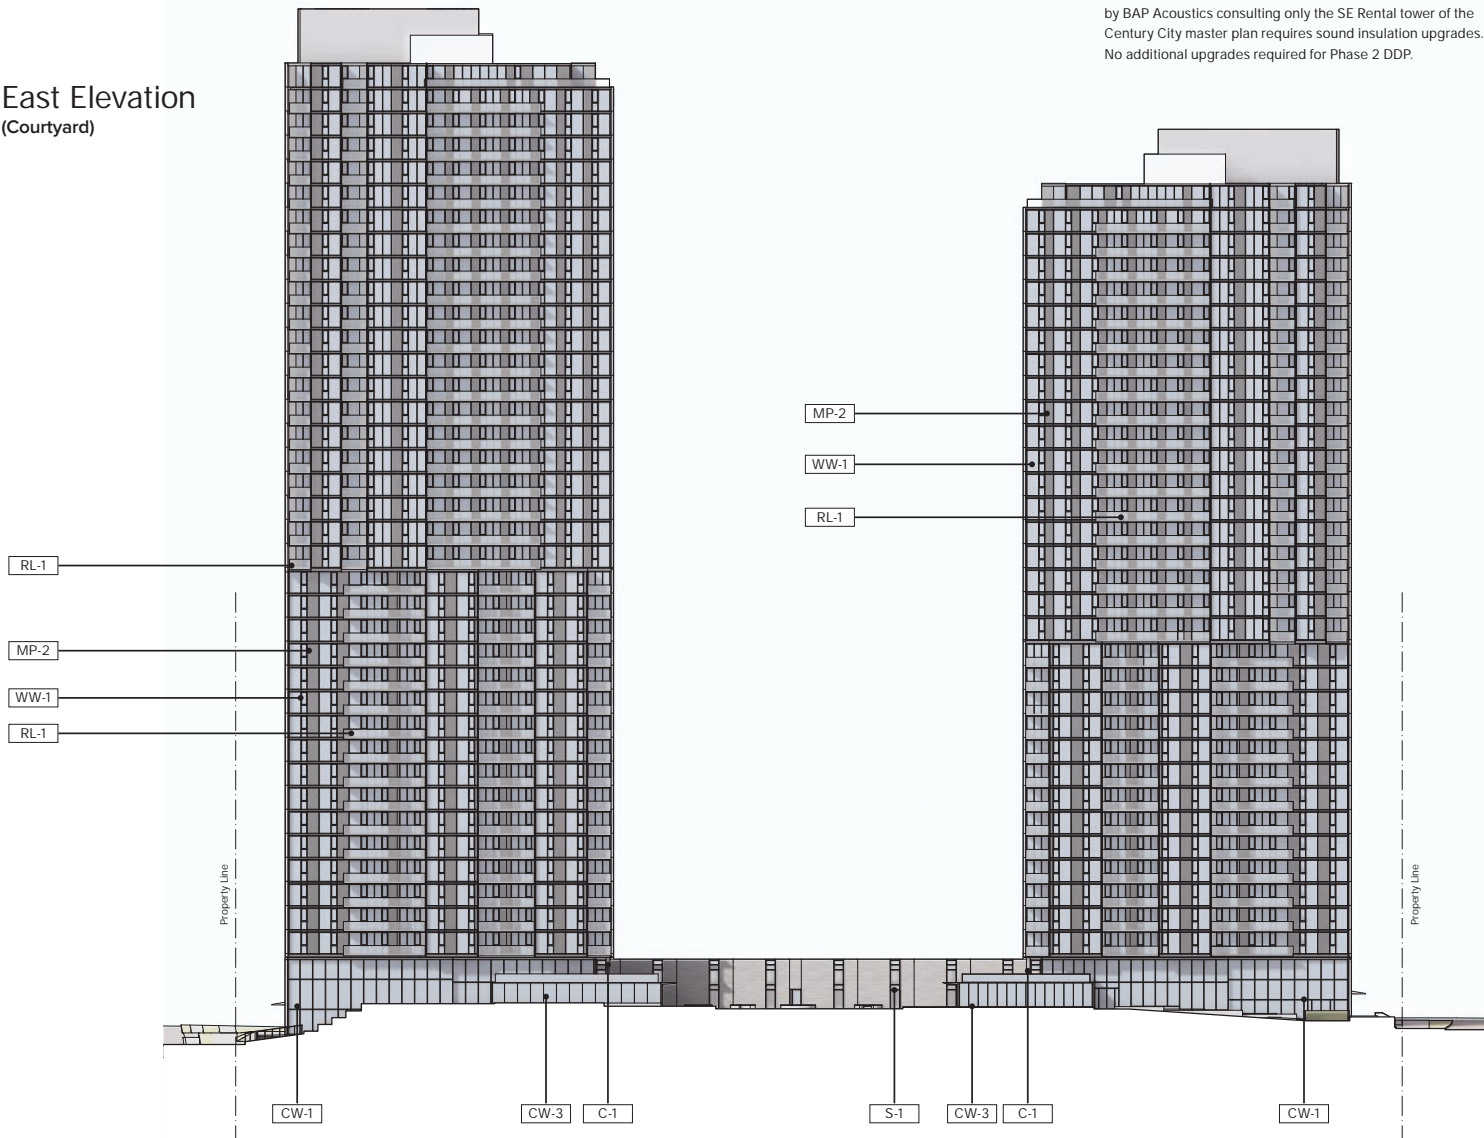 by BAP Acoustics consulting only the SE Rental tower of the
Century City master plan requires sound insulation upgrades.
No additional upgrades required for Phase 2 DDP.
East Elevation
(Courtyard)
MP-2
WW-1
RL-1
RL-1
MP-2
WW-1
RL-1
Property Line
Property Line
CW-1
CW-3
C-1
S-1
CW-3
C-1
CW-1